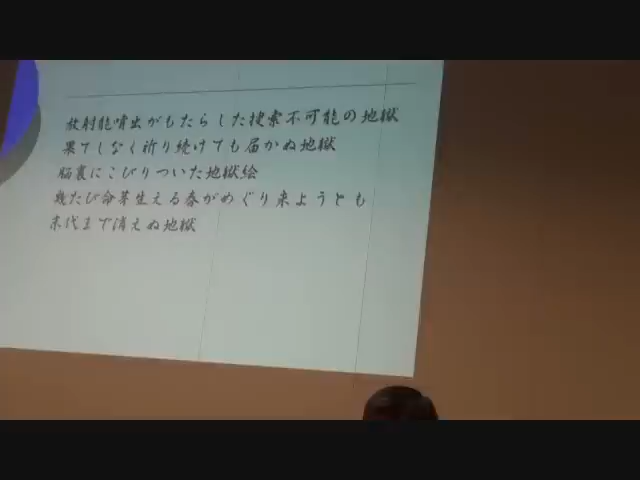 放射能噴出がもたらした捜索不可能の地獄
果てしなく祈り続けても届かぬ地獄
脳裏にこびりついた地獄絵
幾たび命芽生える春がめぐり来ようとも
末代まで消えぬ地獄